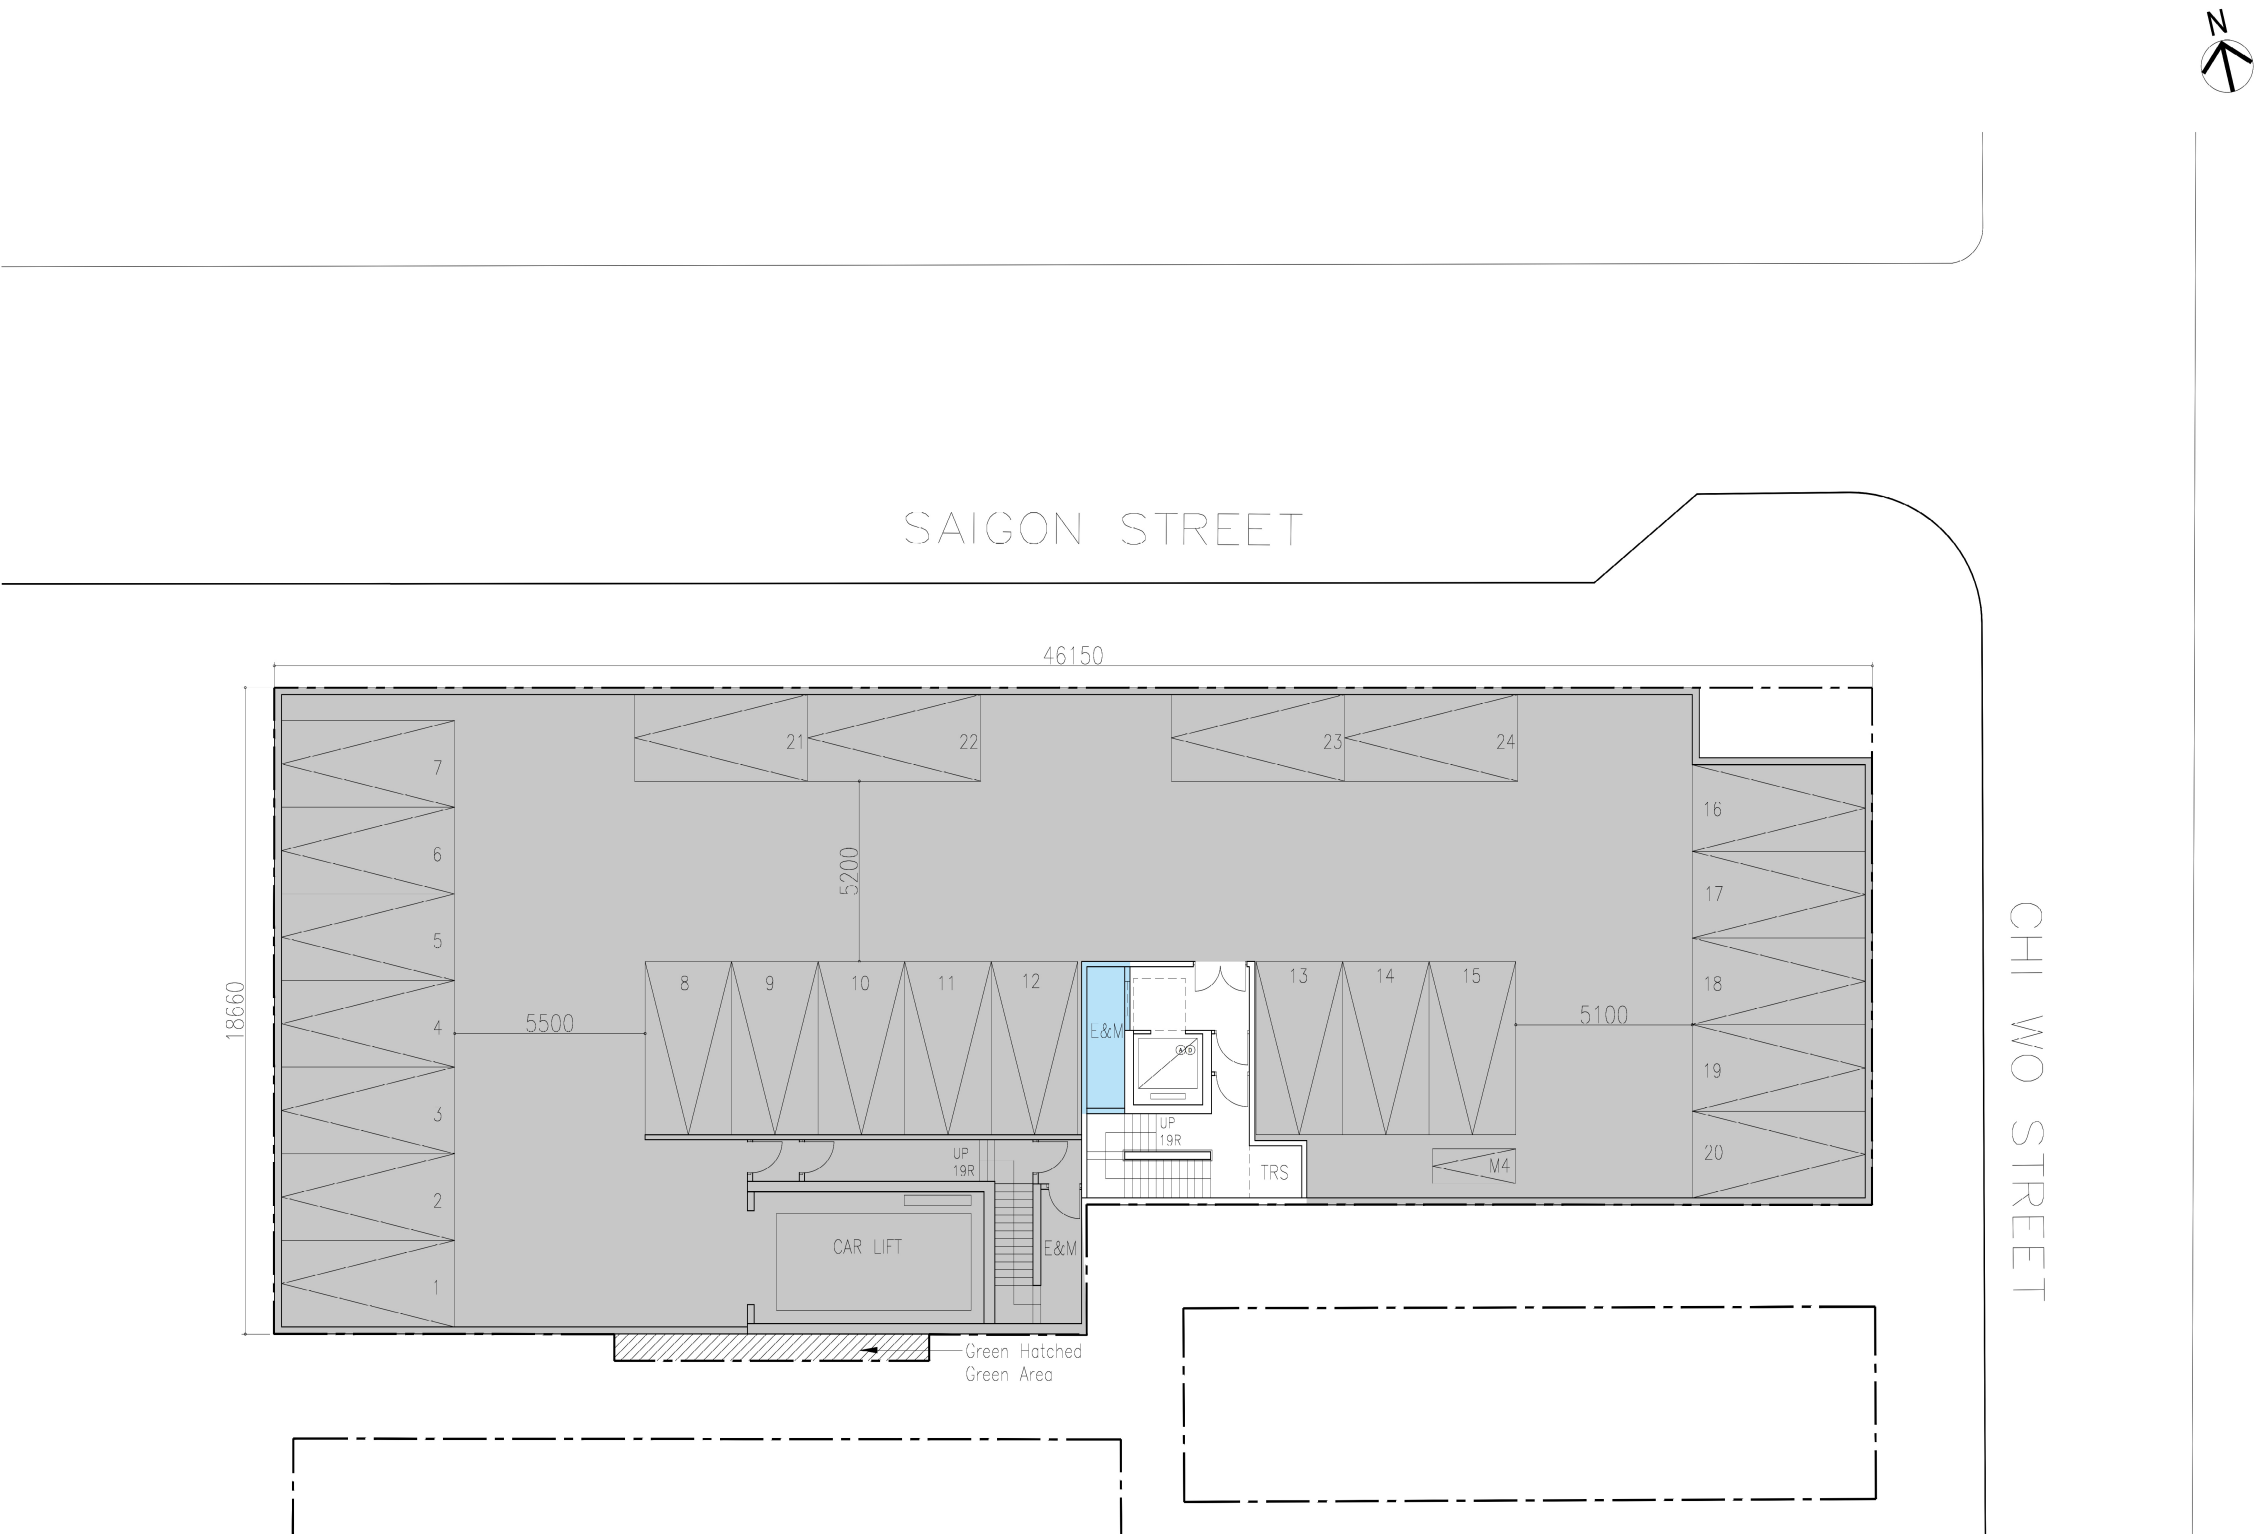 N
SAIGON STREET
46150
21
22
23
24
7
16
6
5200
17
5
18660
4
5500
8
9
10
11
12
E&M
A
D
13
14
15
5100
18
19
3
UP
19R
UP
19R
TRS
M4
20
2
CAR LIFT
E&M
1
Green Hatched
Green Area
CHI WO STREET